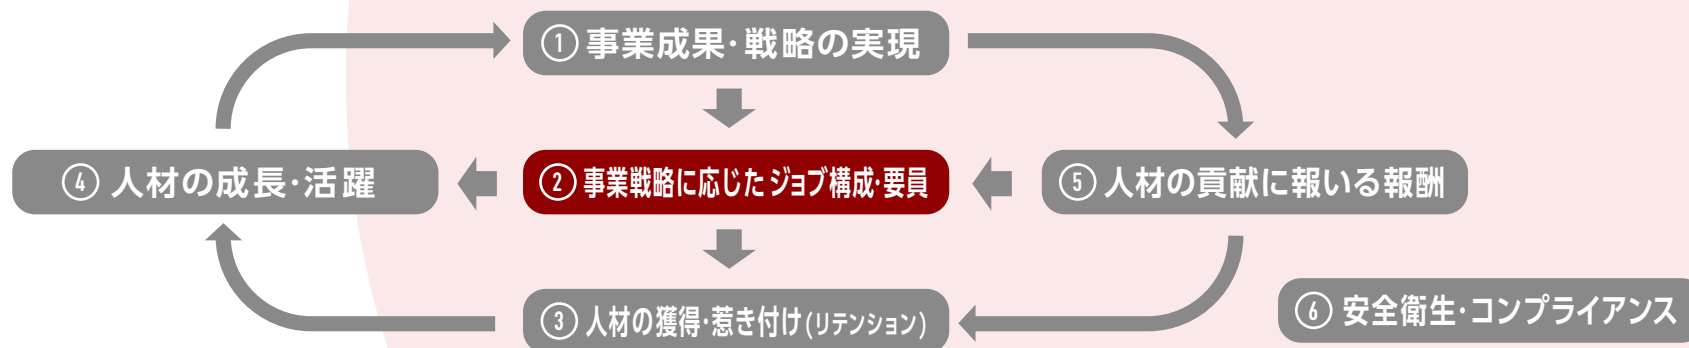 ① 事業成果・戦略の実現
④ 人材の成長・活躍
② 事業戦略に応じた ジョブ構成・要員
⑤ 人材の貢献に報いる報酬
③ 人材の獲得・惹き付け(リテンション)
⑥ 安全衛生・コンプライアンス